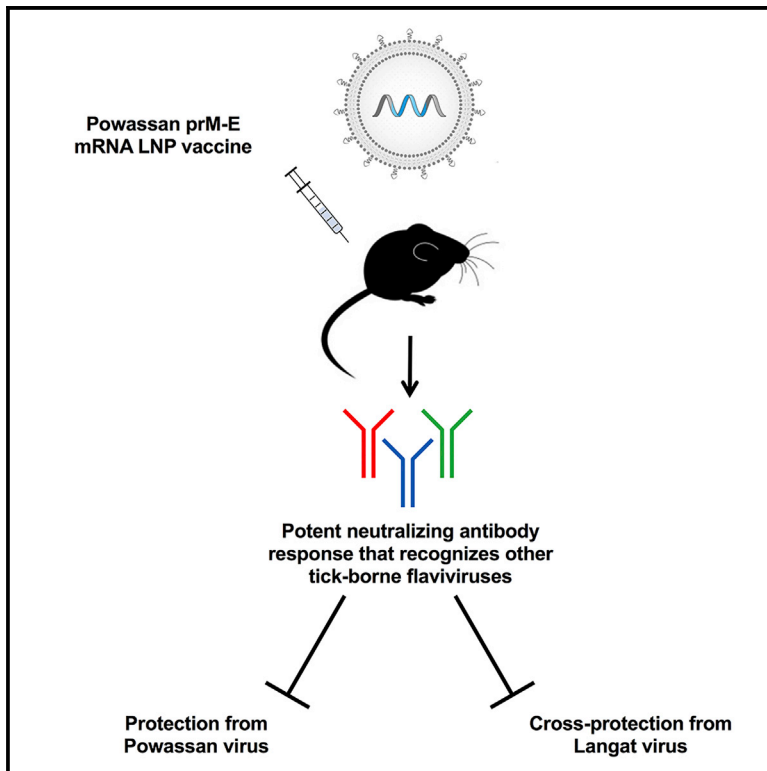 Powassan prM-E
mRNA LNP vaccine
Potent neutralizing antibody
response that recognizes other
tick-borne flaviviruses
Protection from
Powassan virus
Cross-protection from
Langat virus